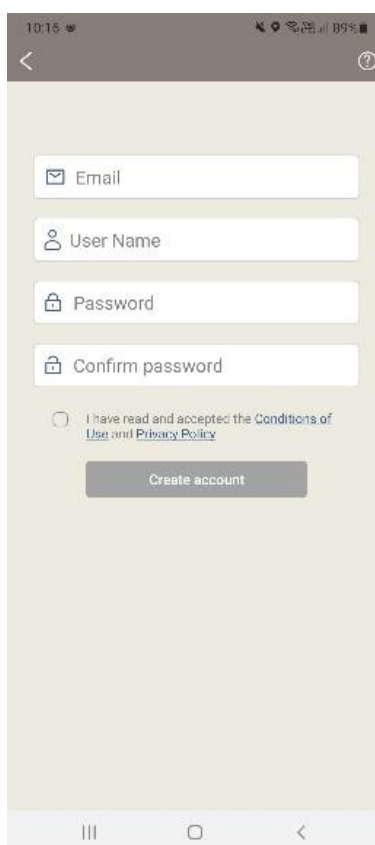 10:16 89%
Email
User Name
Password
Confirm password
I have read and accepted the Conditions of
Use and Privacy Policy
Create account